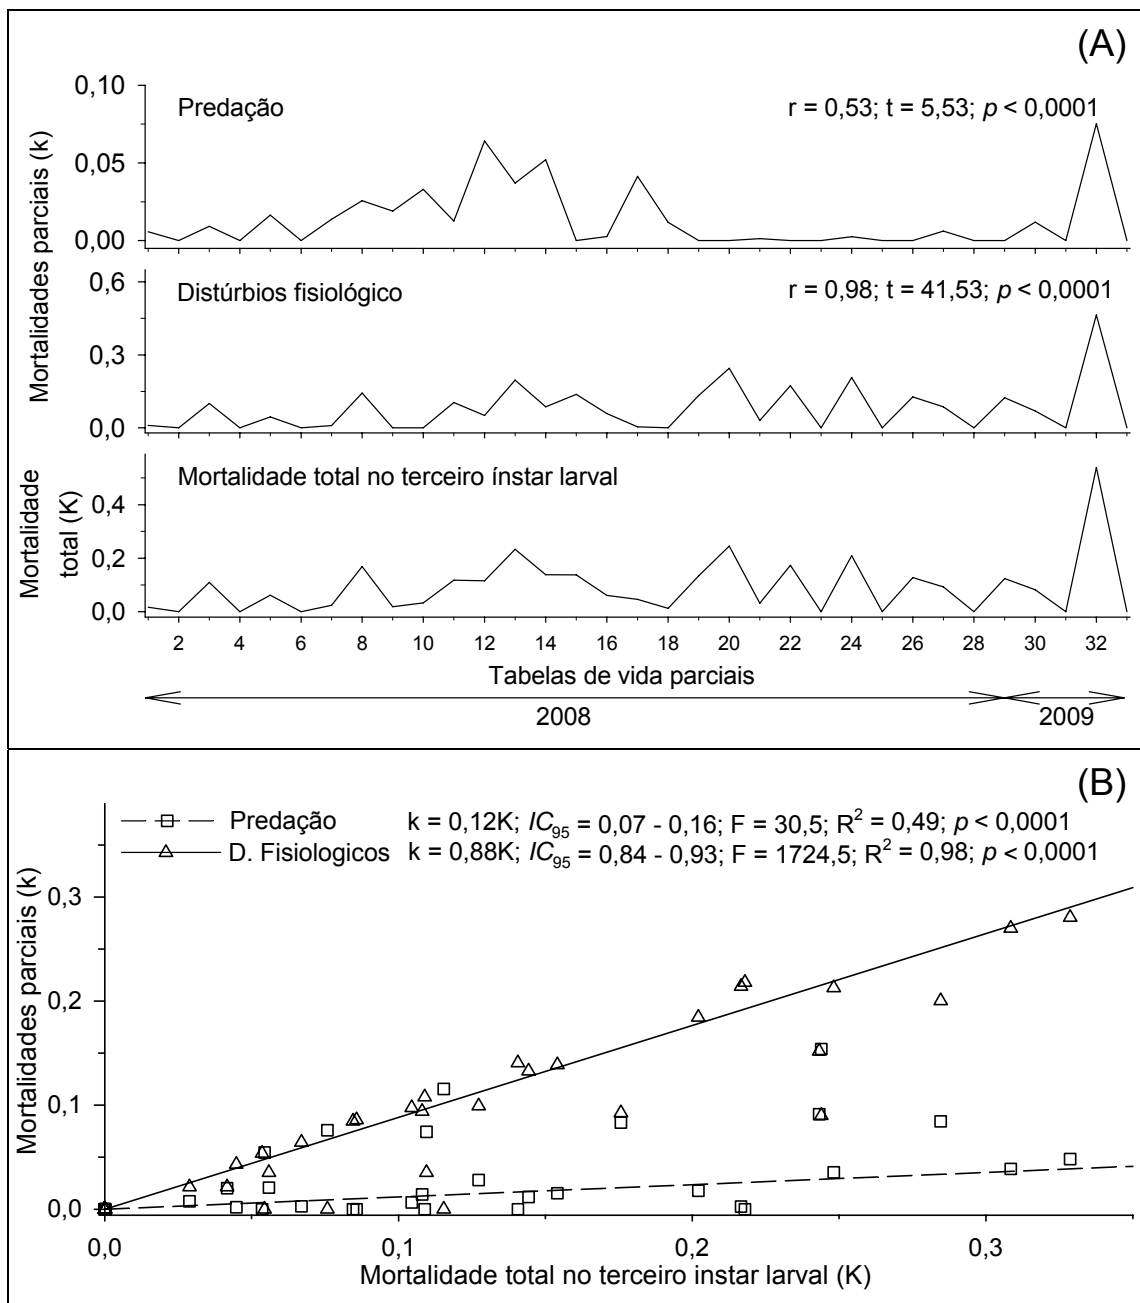 (A)
0,10
Predação
r = 0,53; t = 5,53; p < 0,0001
0,05
0,00
Mortalidades parciais (k)
0,6
Distúrbios fisiológico
r = 0,98; t = 41,53; p < 0,0001
0,3
0,0
Mortalidade
total (K)
Mortalidade total no terceiro ínstar larval
0,4
0,2
0,0
2 4 6 8 10 12 14 16 18 20 22 24 26 28 30 32
Tabelas de vida parciais
2008 2009
(B)
Predação k = 0,12K; IC95 = 0,07 - 0,16; F = 30,5; R2 = 0,49; p < 0,0001
D. Fisiologicos k = 0,88K; IC95 = 0,84 - 0,93; F = 1724,5; R2 = 0,98; p < 0,0001
Mortalidades parciais (k)
0,3
0,2
0,1
0,0
0,0 0,1 0,2 0,3
Mortalidade total no terceiro instar larval (K)